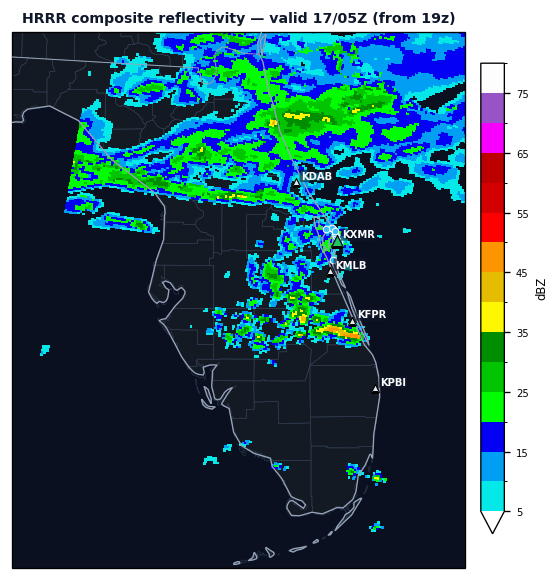 HRRR composite reflectivity — valid 17/05Z (from 19z)
75
65
KDAB
55
KXMR
KMLB
45
dBZ
KFPR
35
KPBI
25
15
5